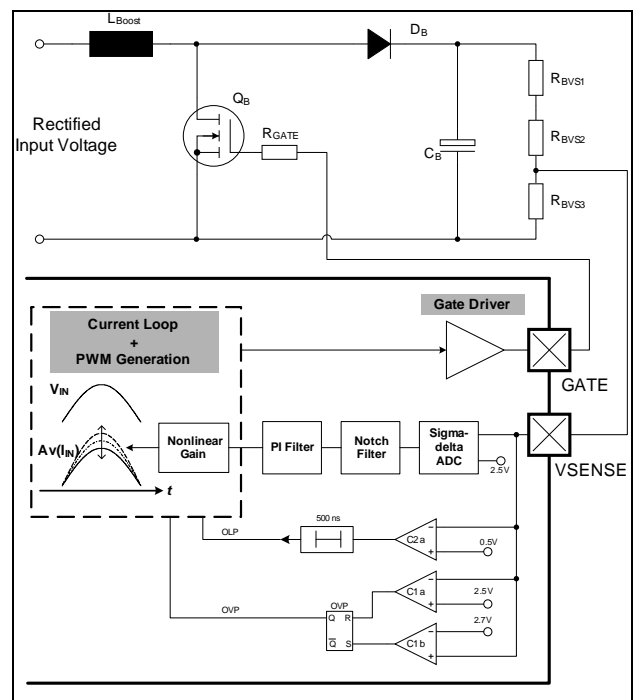 LBoost
DB
RBVS1
QB
Rectified
Input Voltage
RGATE
RBVS2
CB
RBVS3
Gate Driver
Current Loop
+
PWM Generation
GATE
VIN
Av(IIN)
t
Nonlinear
Gain
PI Filter
Notch
Filter
Sigma-
delta
ADC
2.5V
VSENSE
500 ns
OLP
C2a
−
+
0.5V
OVP
OVP
Q R
Q S
C1a
−
+
2.5V
2.7V
C1b
−
+